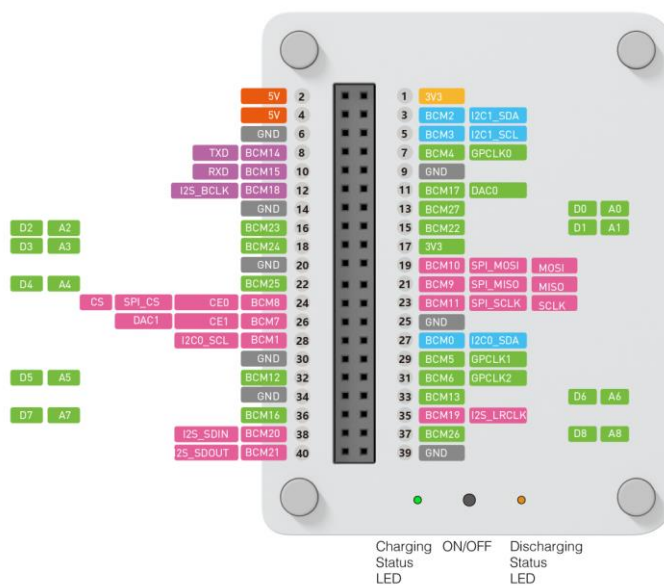 5V 2 1 3V3
5V 4 3 BCM2 I2C1_SDA
GND 6 5 BCM3 I2C1_SCL
TXD BCM14 8 7 BCM4 GPCLK0
RXD BCM15 10 9 GND
I2S_BCLK BCM18 12 11 BCM17 DAC0
GND 14 13 BCM27 D0 A0
D2 A2 BCM23 16 15 BCM22 D1 A1
D3 A3 BCM24 18 17 3V3
GND 20 19 BCM10 SPI_MOSI MOSI
D4 A4 BCM25 22 21 BCM9 SPI_MISO MISO
CS SPI_CS CE0 BCM8 24 23 BCM11 SPI_SCLK SCLK
DAC1 CE1 BCM7 26 25 GND
I2C0_SCL BCM1 28 27 BCM0 I2C0_SDA
GND 30 29 BCM5 GPCLK1
D5 A5 BCM12 32 31 BCM6 GPCLK2
GND 34 33 BCM13 D6 A6
D7 A7 BCM16 36 35 BCM19 I2S_LRCLK
I2S_SDIN BCM20 38 37 BCM26 D8 A8
I2S_SDOUT BCM21 40 39 GND
Charging ON/OFF Discharging
Status Status
LED LED